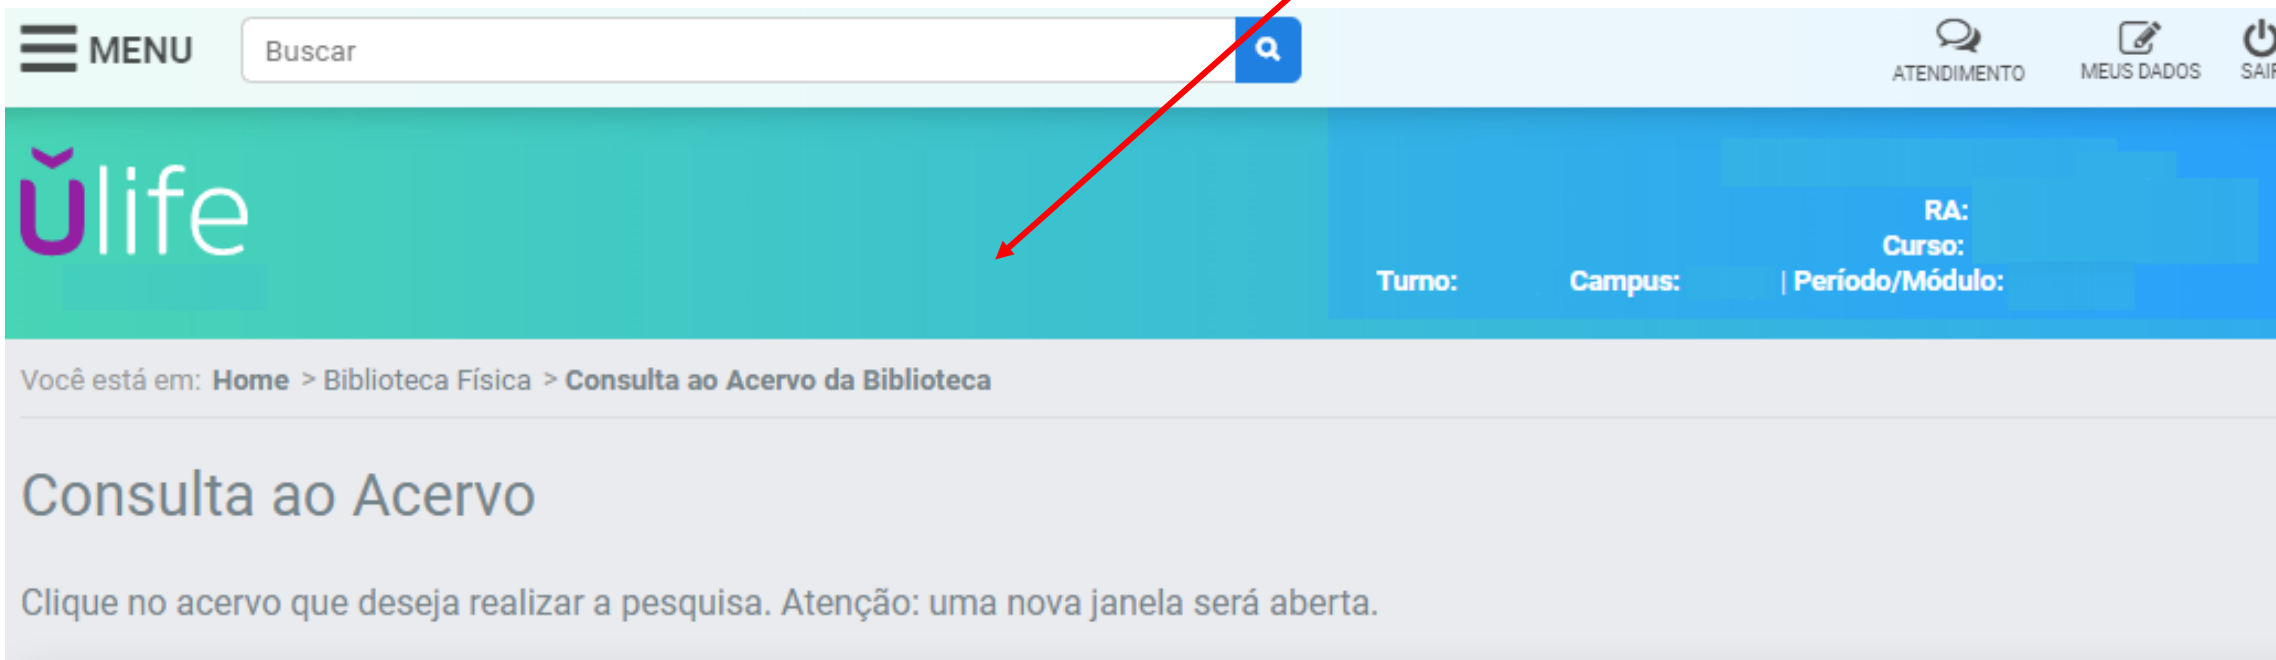 MENU Buscar
ATENDIMENTO MEUS DADOS SAIR
ŭlife
RA:
Curso:
Turno: Campus: | Período/Módulo:
Você está em: Home > Biblioteca Física > Consulta ao Acervo da Biblioteca
Consulta ao Acervo
Clique no acervo que deseja realizar a pesquisa. Atenção: uma nova janela será aberta.